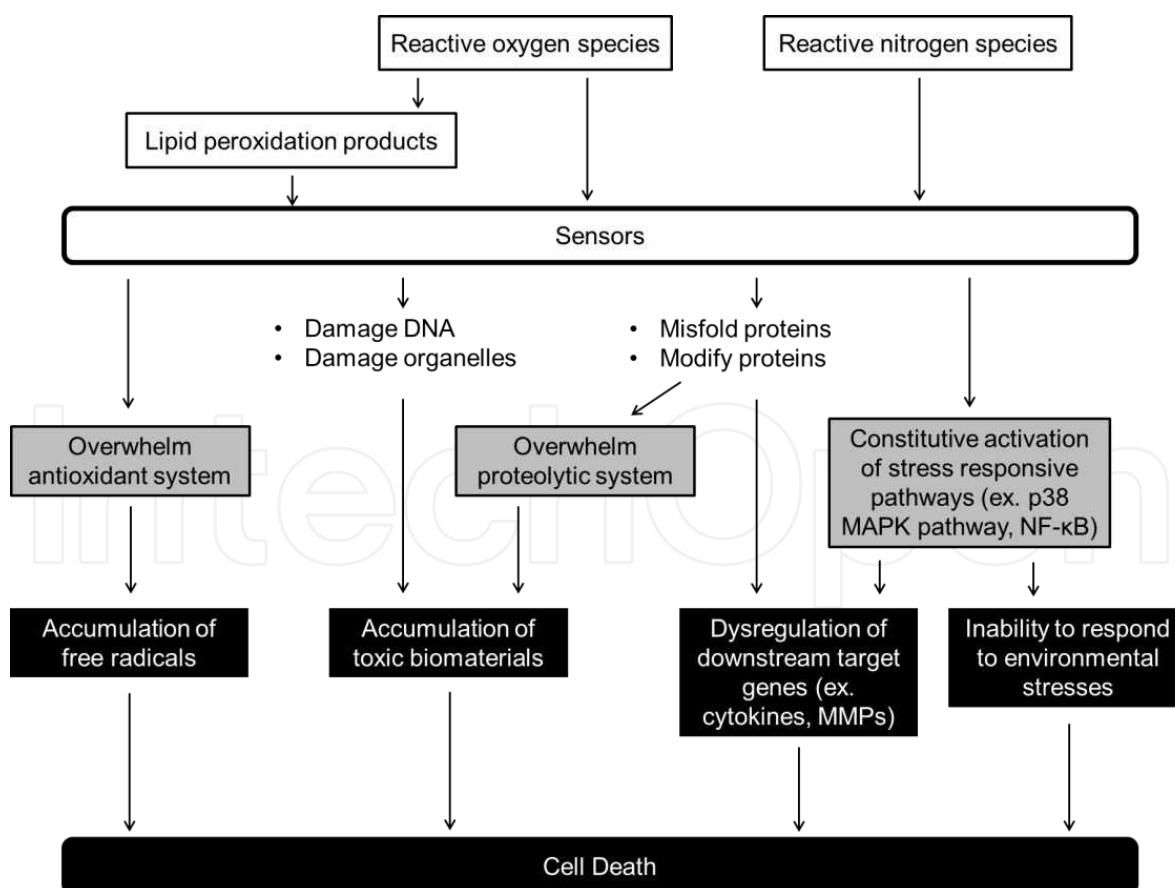 Reactive oxygen species
Reactive nitrogen species
Lipid peroxidation products
Sensors
• Damage DNA
• Damage organelles
• Misfold proteins
• Modify proteins
Overwhelm
antioxidant system
Overwhelm
proteolytic system
Constitutive activation
of stress responsive
pathways (ex. p38
MAPK pathway, NF-κB)
IntechOpen
Accumulation of
free radicals
Accumulation of
toxic biomaterials
Dysregulation of
downstream target
genes (ex.
cytokines, MMPs)
Inability to respond
to environmental
stresses
Cell Death